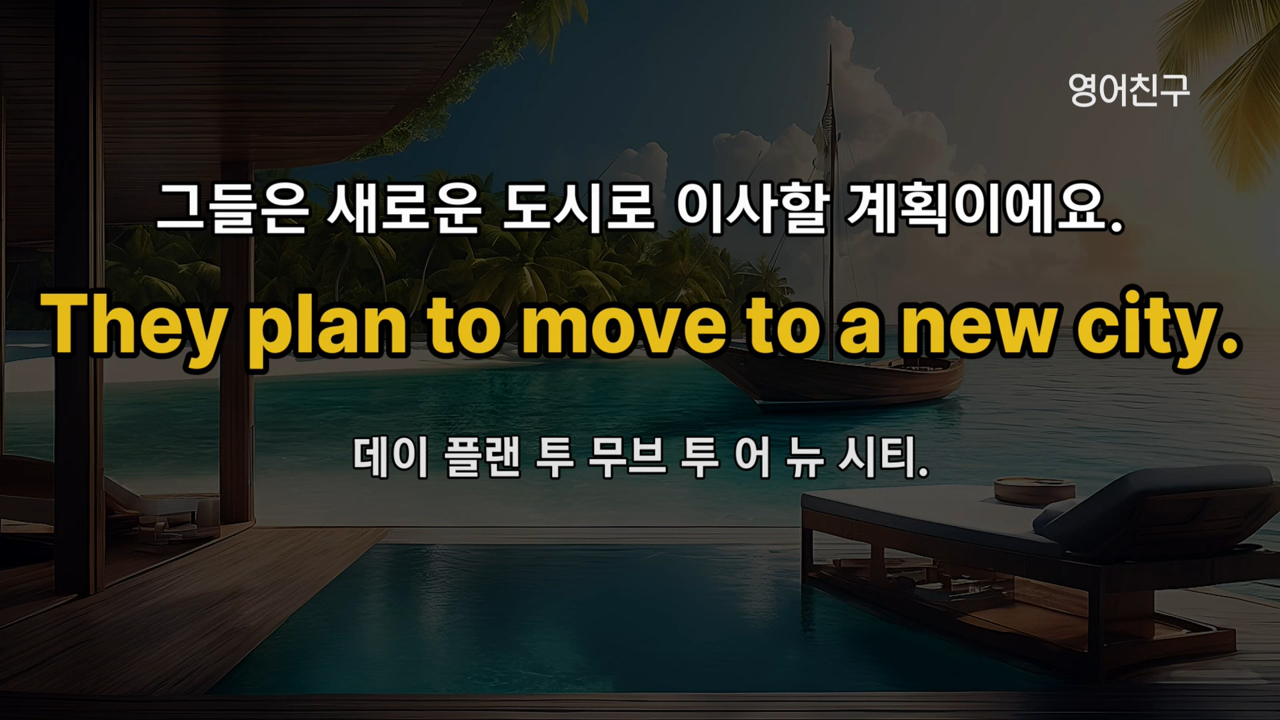 영어친구
그들은 새로운 도시로 이사할 계획이에요.
They plan to move to a new city.
데이 플랜 투 무브 투 어 뉴 시티.